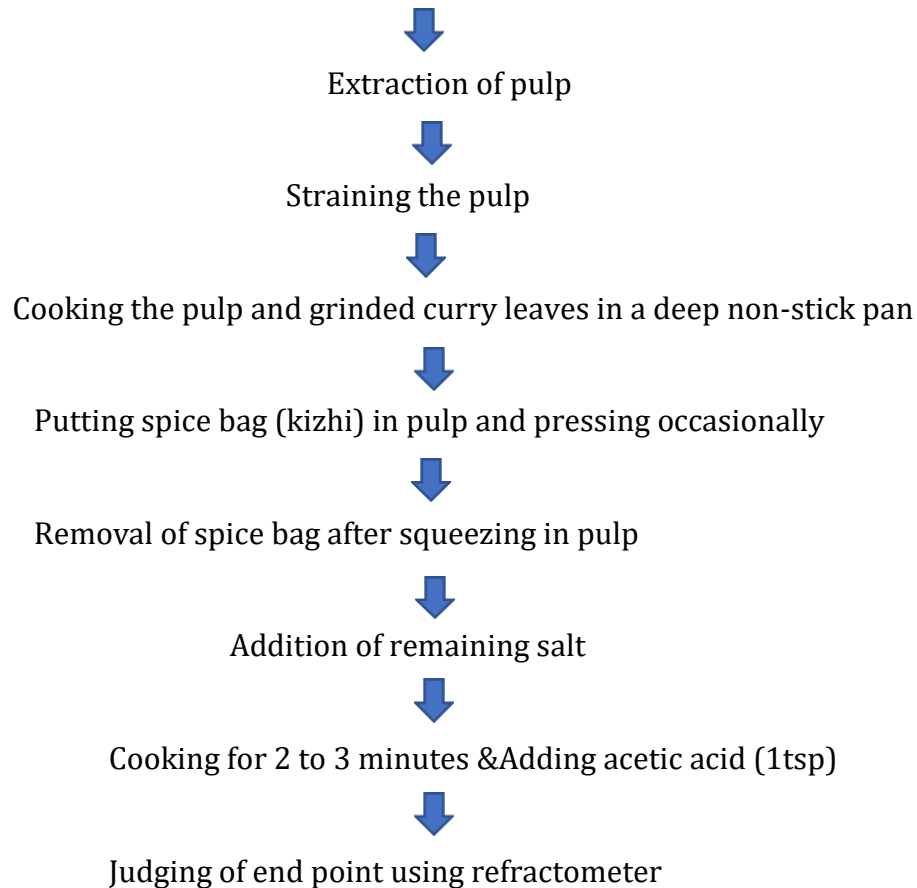 Extraction of pulp
Straining the pulp
Cooking the pulp and grinded curry leaves in a deep non-stick pan
Putting spice bag (kizhi) in pulp and pressing occasionally
Removal of spice bag after squeezing in pulp
Addition of remaining salt
Cooking for 2 to 3 minutes &Adding acetic acid (1tsp)
Judging of end point using refractometer